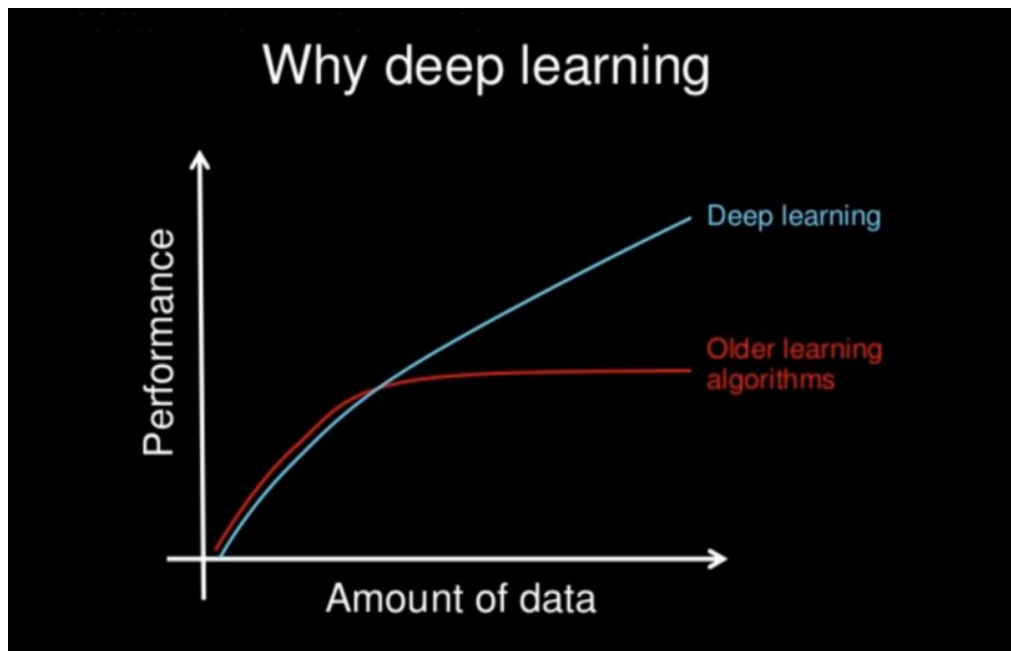 Why deep learning
Performance
Deep learning
Older learning
algorithms
Amount of data